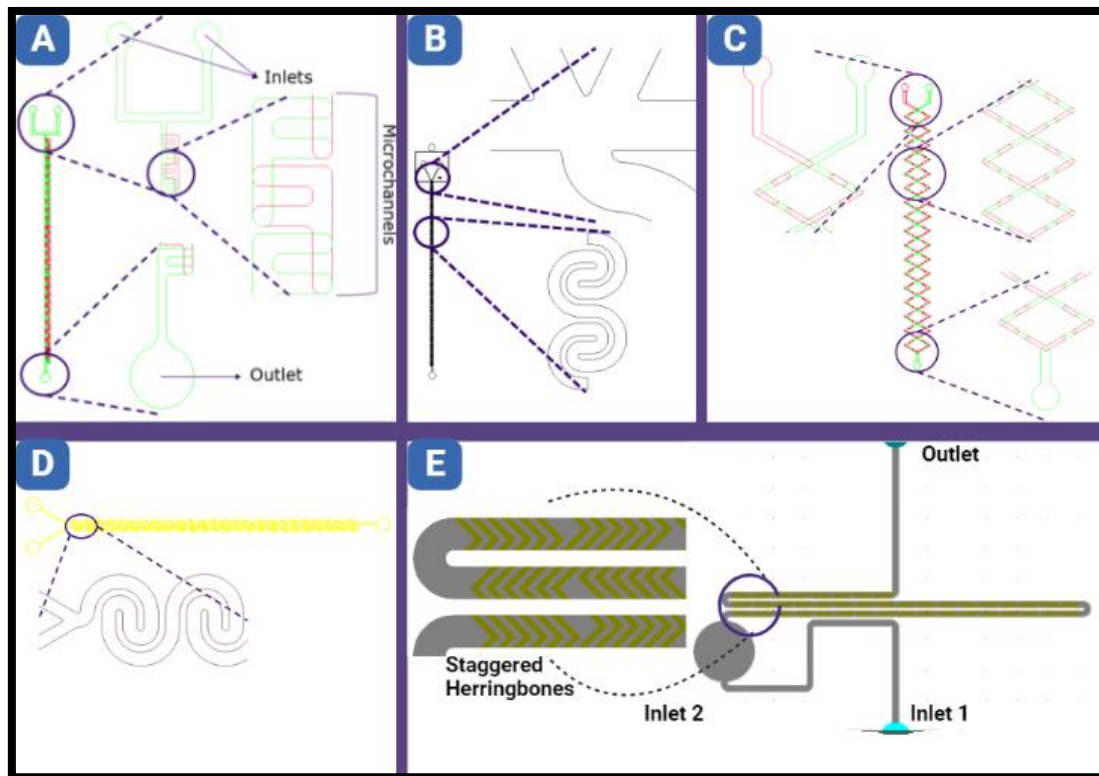 A
Inlets
Microchannels
Outlet
B
C
D
E
Outlet
Staggered
Herringbones
Inlet 2
Inlet 1